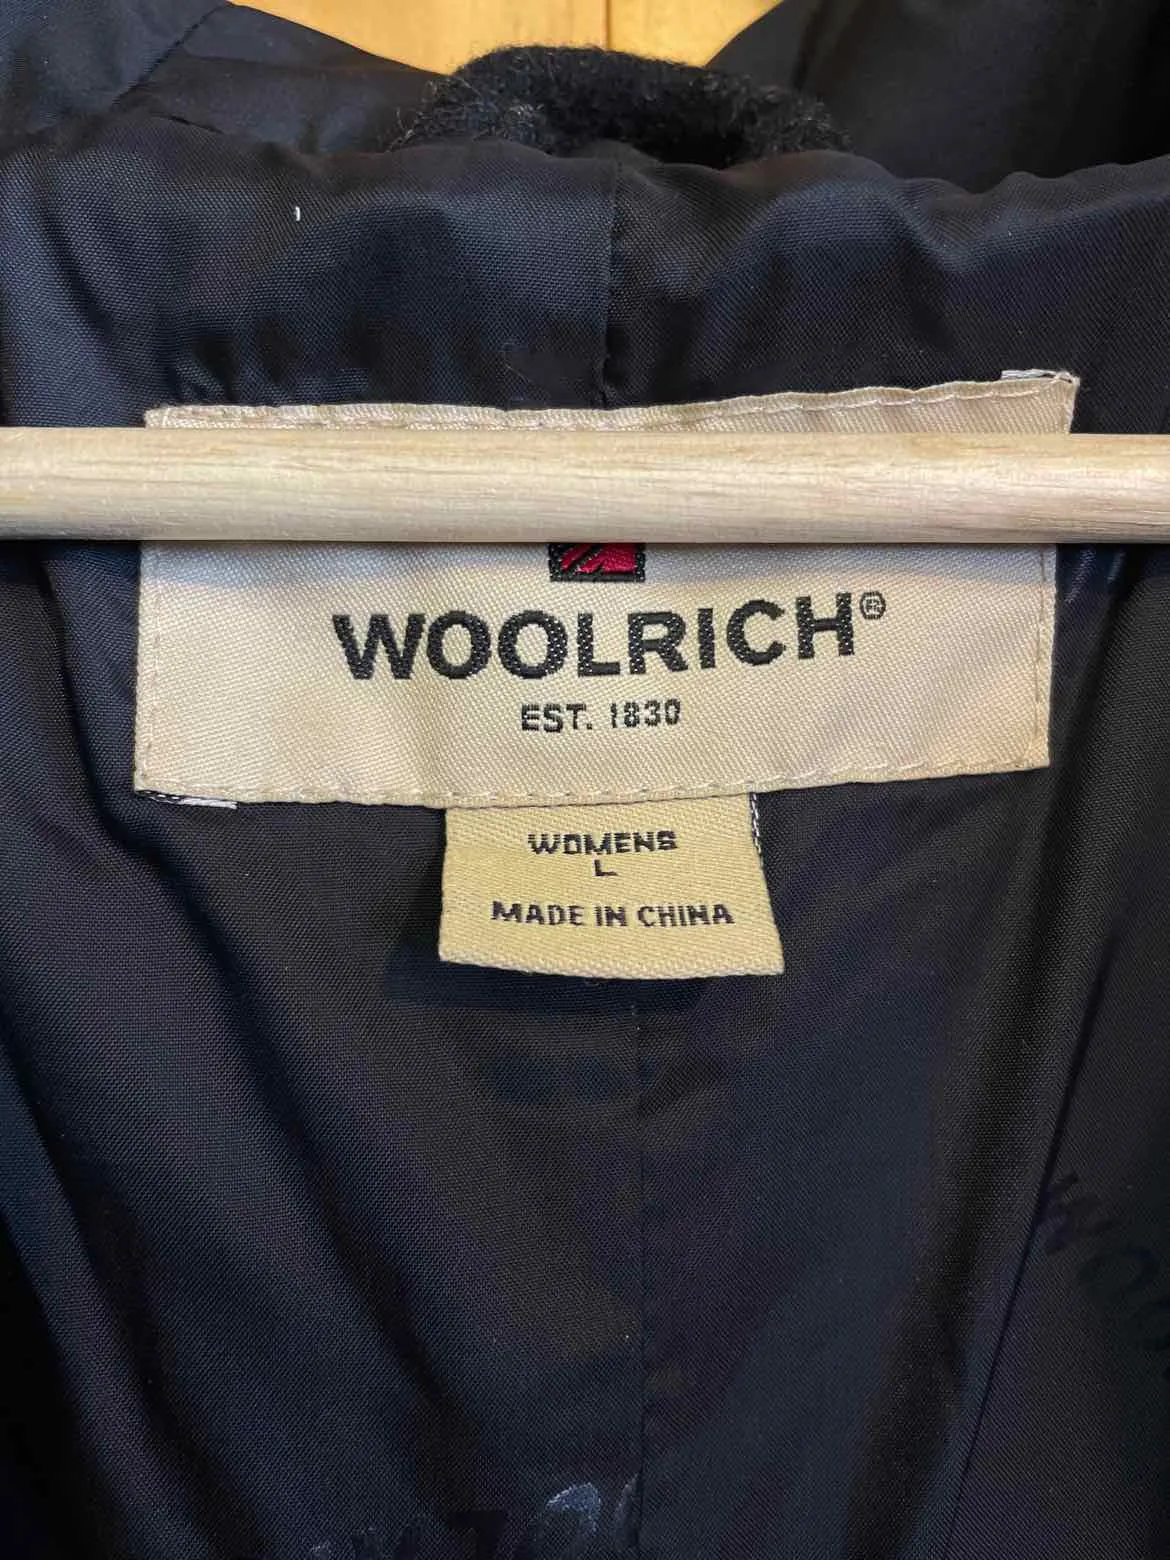 WOOLRICH®
EST. 1830
WOMENS
L
MADE IN CHINA